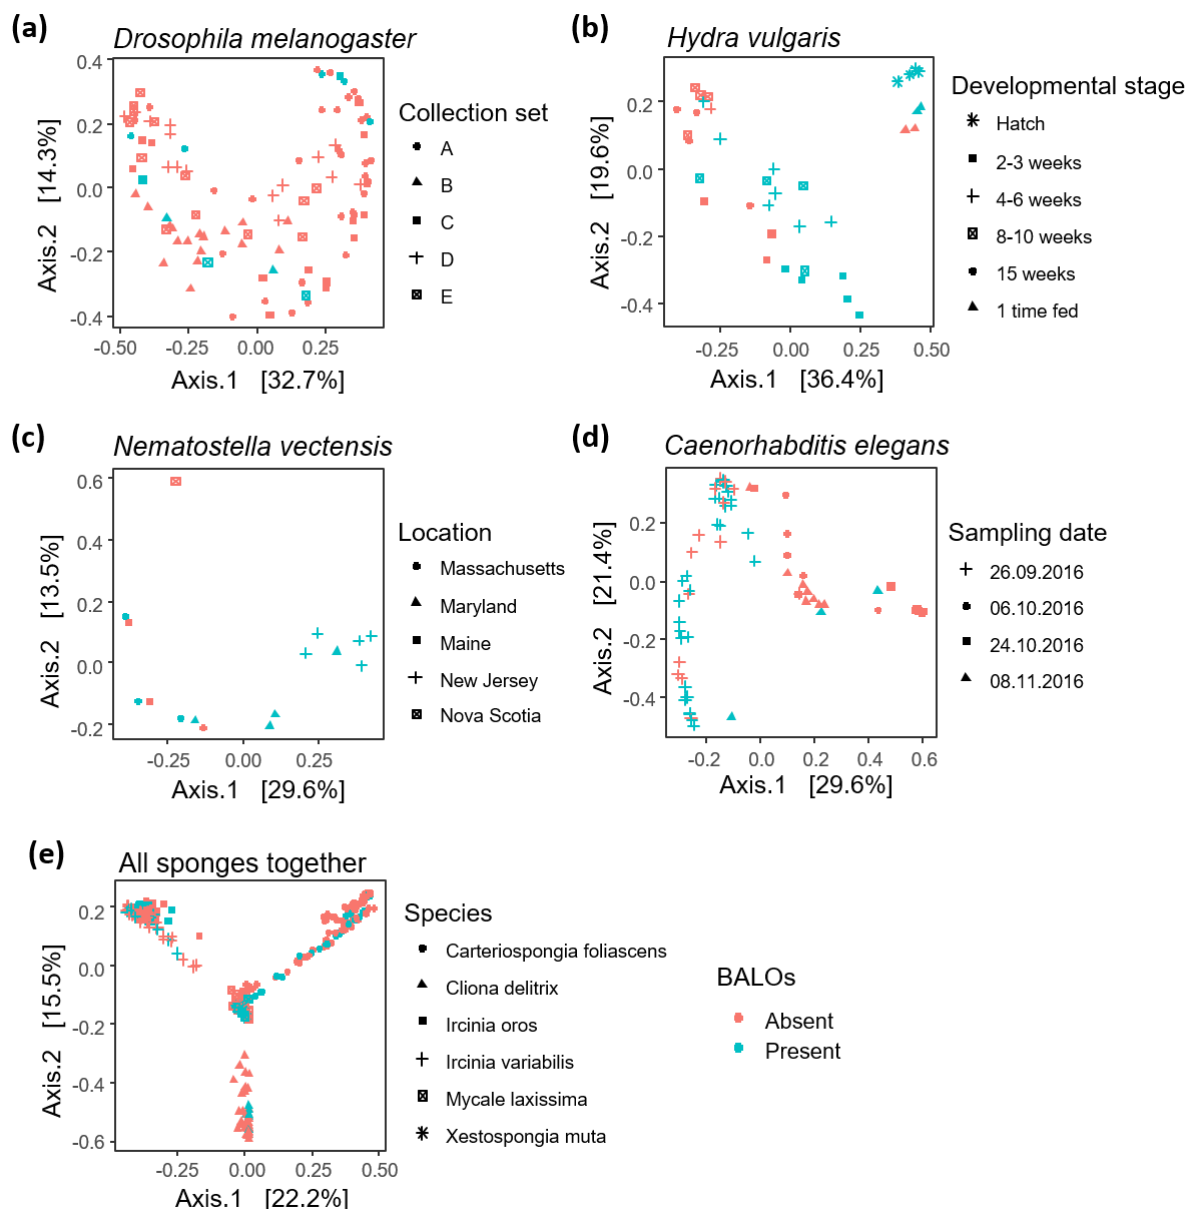 (a)
Drosophila melanogaster
0.4
0.2
0.0
-0.2
-0.4
Axis.2 [14.3%]
-0.50
-0.25
0.00
0.25
Axis.1 [32.7%]
Collection set
A
B
C
D
E
(b)
Hydra vulgaris
0.2
0.0
-0.2
-0.4
Axis.2 [19.6%]
-0.25
0.00
0.25
0.50
Axis.1 [36.4%]
Developmental stage
Hatch
2-3 weeks
4-6 weeks
8-10 weeks
15 weeks
1 time fed
(c)
Nematostella vectensis
0.6
0.4
0.2
0.0
-0.2
Axis.2 [13.5%]
-0.25
0.00
0.25
Axis.1 [29.6%]
Location
Massachusetts
Maryland
Maine
New Jersey
Nova Scotia
(d)
Caenorhabditis elegans
0.2
0.0
-0.2
-0.4
Axis.2 [21.4%]
-0.2
0.0
0.2
0.4
0.6
Axis.1 [29.6%]
Sampling date
26.09.2016
06.10.2016
24.10.2016
08.11.2016
(e)
All sponges together
0.2
0.0
-0.2
-0.4
-0.6
Axis.2 [15.5%]
-0.25
0.00
0.25
0.50
Axis.1 [22.2%]
Species
Carteriospongia foliascens
Cliona delitrix
Ircinia oros
Ircinia variabilis
Mycale laxissima
Xestospongia muta
BALOs
Absent
Present